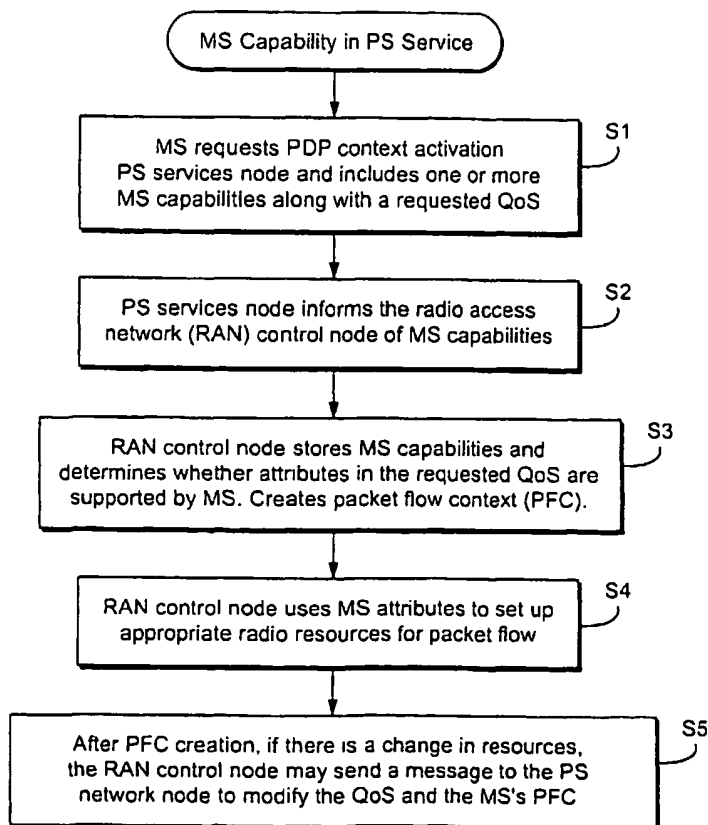 MS Capability in PS Service
S1
MS requests PDP context activation
PS services node and includes one or more
MS capabilities along with a requested QoS
S2
PS services node informs the radio access
network (RAN) control node of MS capabilities
S3
RAN control node stores MS capabilities and
determines whether attributes in the requested QoS are
supported by MS. Creates packet flow context (PFC).
S4
RAN control node uses MS attributes to set up
appropriate radio resources for packet flow
S5
After PFC creation, if there is a change in resources,
the RAN control node may send a message to the PS
network node to modify the QoS and the MS's PFC